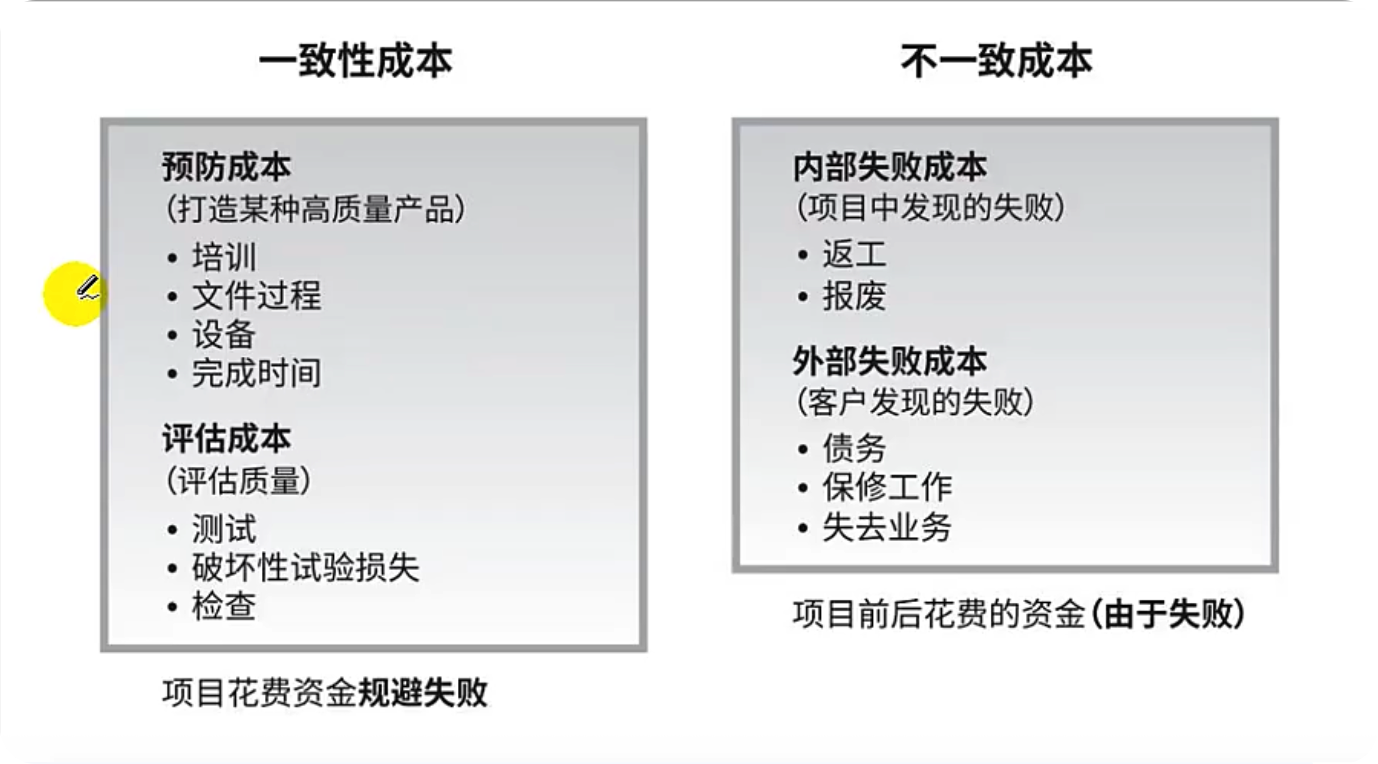 一致性成本
预防成本
（打造某种高质量产品）
• 培训
• 文件过程
• 设备
• 完成时间
评估成本
（评估质量）
• 测试
• 破坏性试验损失
• 检查
项目花费资金规避失败
不一致成本
内部失败成本
（项目中发现的失败）
• 返工
• 报废
外部失败成本
（客户发现的失败）
• 债务
• 保修工作
• 失去业务
项目前后花费的资金（由于失败）